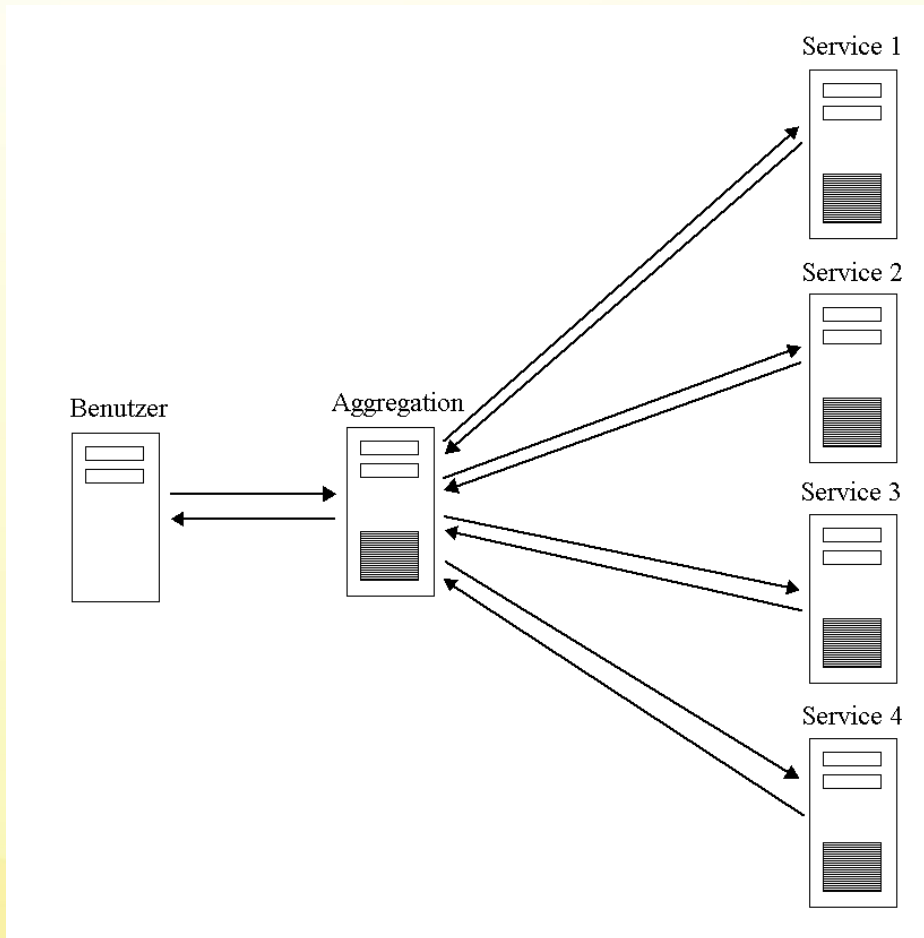 Service 1
Service 2
Aggregation
Benutzer
Service 3
Service 4